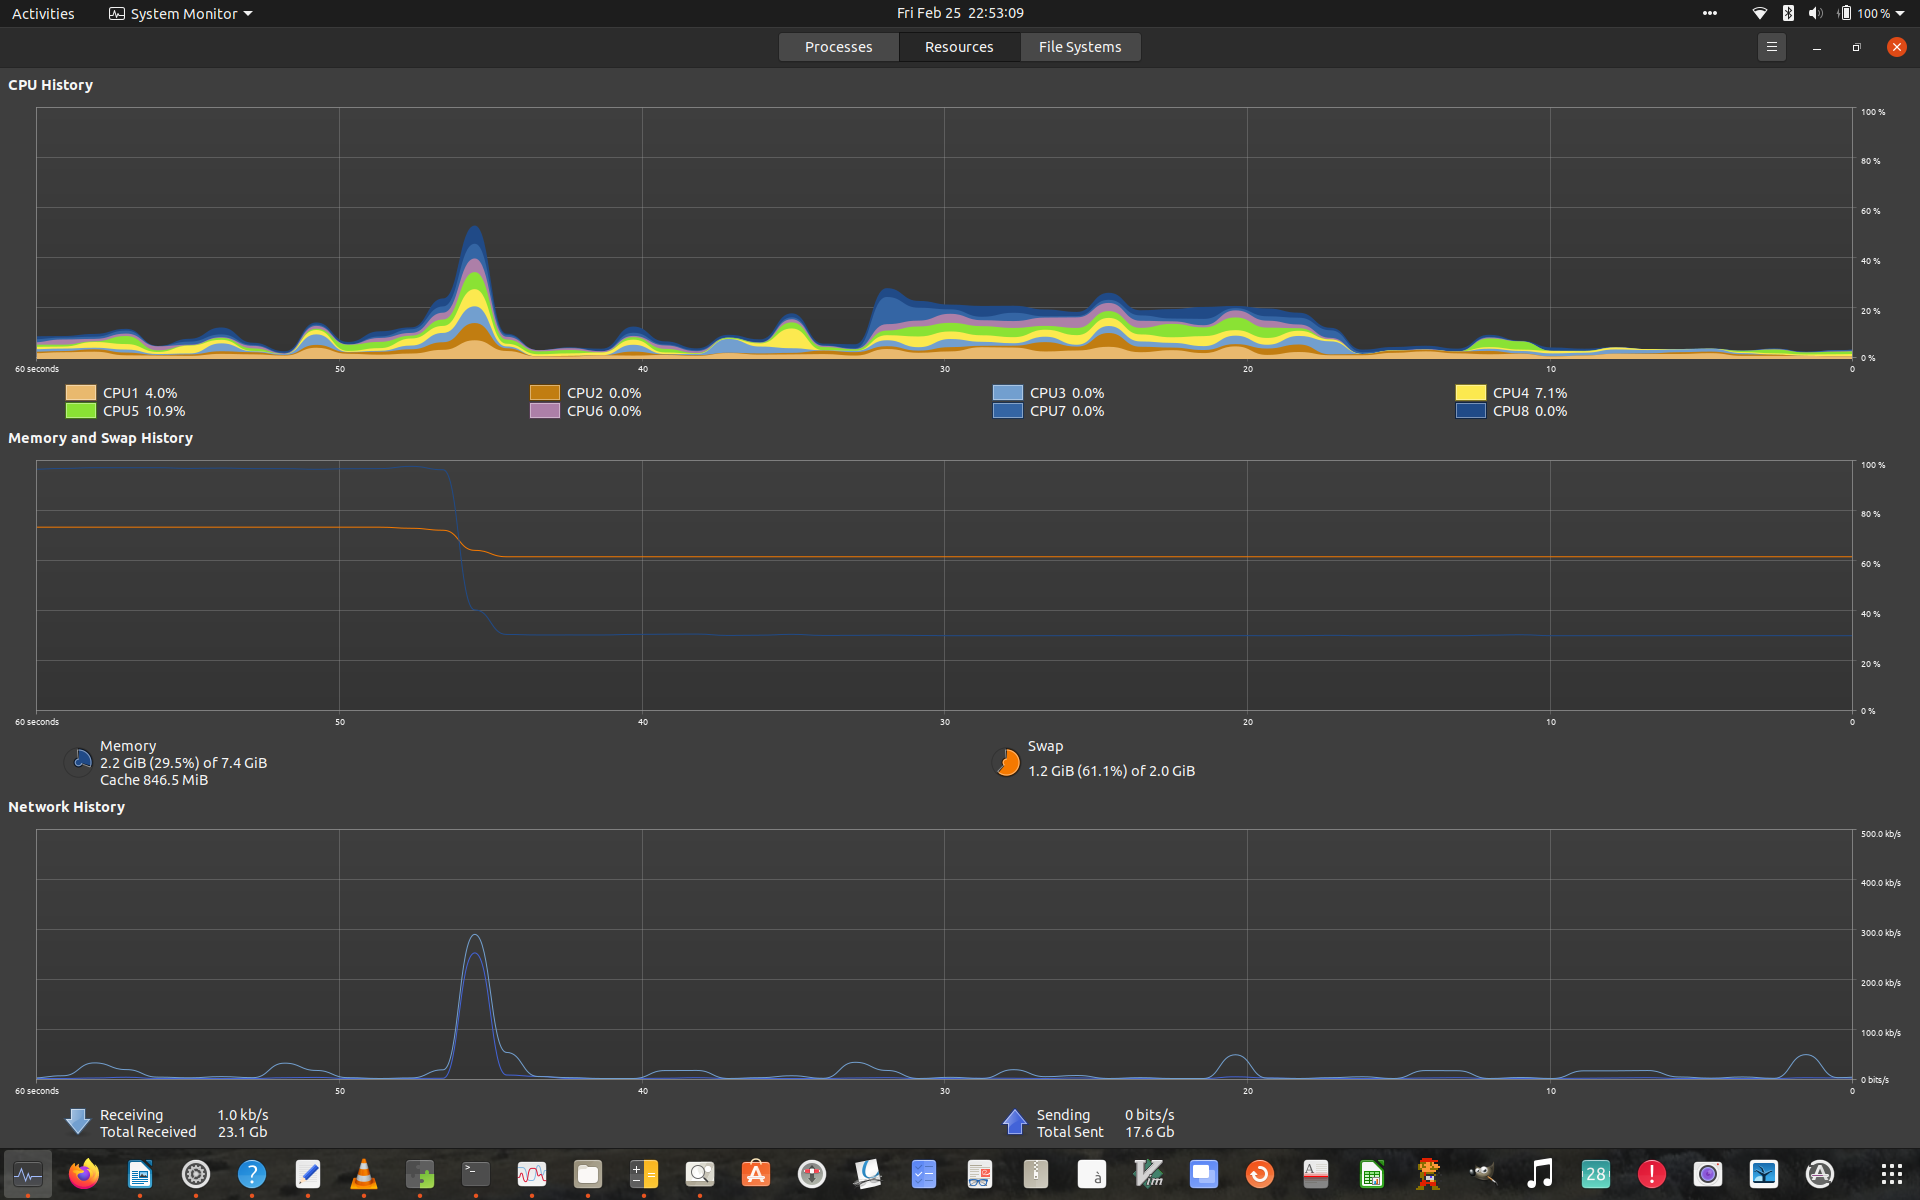 Activities System Monitor Fri Feb 25 22:53:09 100 %
Processes Resources File Systems
CPU History
100 %
80 %
60 %
40 %
20 %
0 %
60 seconds 50 40 30 20 10 0
CPU1 4.0% CPU2 0.0% CPU3 0.0% CPU4 7.1%
CPU5 10.9% CPU6 0.0% CPU7 0.0% CPU8 0.0%
Memory and Swap History
100 %
80 %
60 %
40 %
20 %
0 %
60 seconds 50 40 30 20 10 0
Memory Swap
2.2 GiB (29.5%) of 7.4 GiB 1.2 GiB (61.1%) of 2.0 GiB
Cache 846.5 MiB
Network History
500.0 kb/s
400.0 kb/s
300.0 kb/s
200.0 kb/s
100.0 kb/s
0 bits/s
60 seconds 50 40 30 20 10 0
Receiving 1.0 kb/s Sending 0 bits/s
Total Received 23.1 Gb Total Sent 17.6 Gb
? >_ à Vim A 28 !